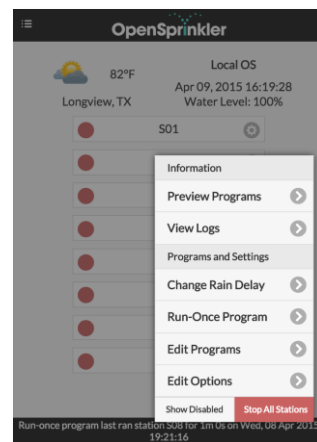 OpenSprinkler
82°F
Local OS
Apr 09, 2015 16:19:28
Longview, TX
Water Level: 100%
S01
Information
Preview Programs
View Logs
Programs and Settings
Change Rain Delay
Run-Once Program
Edit Programs
Edit Options
Show Disabled
Stop All Stations
Run-once program last ran station S08 for 1m 0s on Wed, 08 Apr 2015
19:21:16